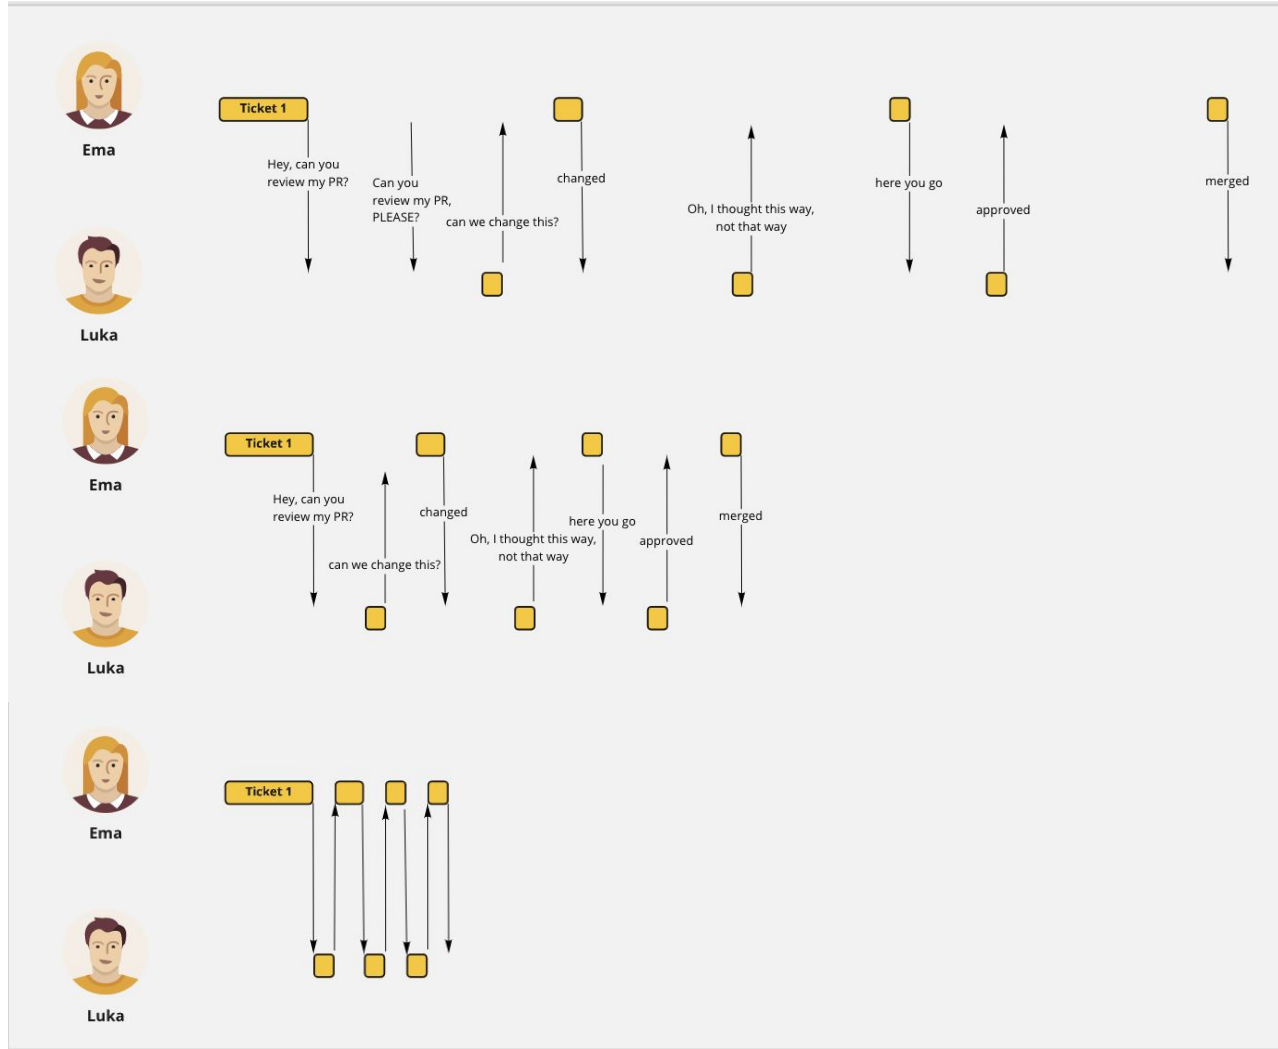 Ema
Ticket 1
Hey, can you
review my PR?
Can you
review my PR,
PLEASE?
can we change this?
changed
Oh, I thought this way,
not that way
here you go
approved
merged
Luka
Ema
Ticket 1
Hey, can you
review my PR?
can we change this?
changed
Oh, I thought this way,
not that way
here you go
approved
merged
Luka
Ema
Ticket 1
Luka